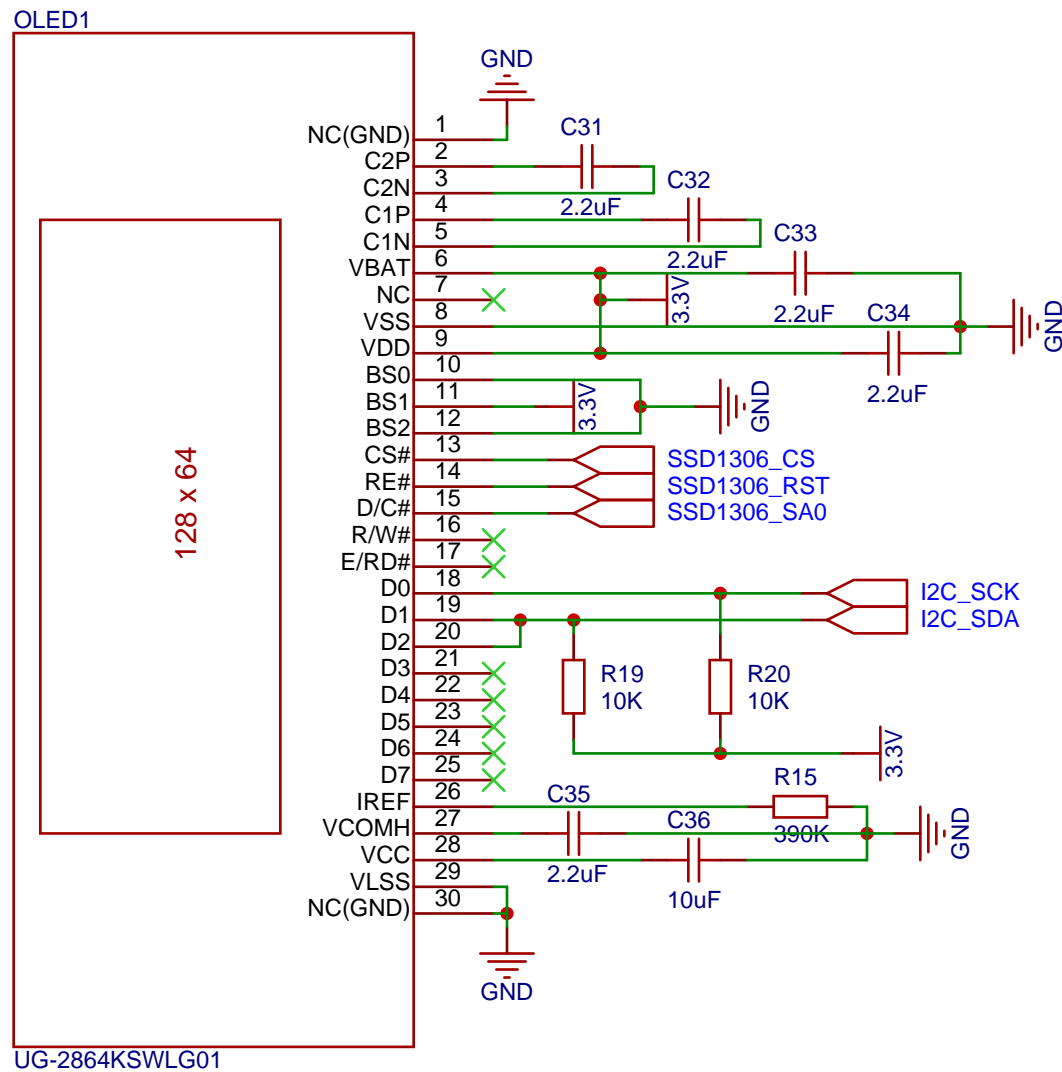 OLED1
GND
NC(GND) 1
C2P 2
C2N 3
C1P 4
C1N 5
VBAT 6
NC 7
VSS 8
VDD 9
BS0 10
BS1 11
BS2 12
CS# 13
RE# 14
D/C# 15
R/W# 16
E/RD# 17
D0 18
D1 19
D2 20
D3 21
D4 22
D5 23
D6 24
D7 25
IREF 26
VCOMH 27
VCC 28
VLSS 29
NC(GND) 30
128 x 64
C31
2.2uF
C32
2.2uF
C33
2.2uF
3.3V
C34
2.2uF
GND
3.3V
GND
SSD1306_CS
SSD1306_RST
SSD1306_SA0
I2C_SCK
I2C_SDA
R19
10K
R20
10K
3.3V
R15
390K
C35
2.2uF
C36
10uF
GND
GND
UG-2864KSWLG01